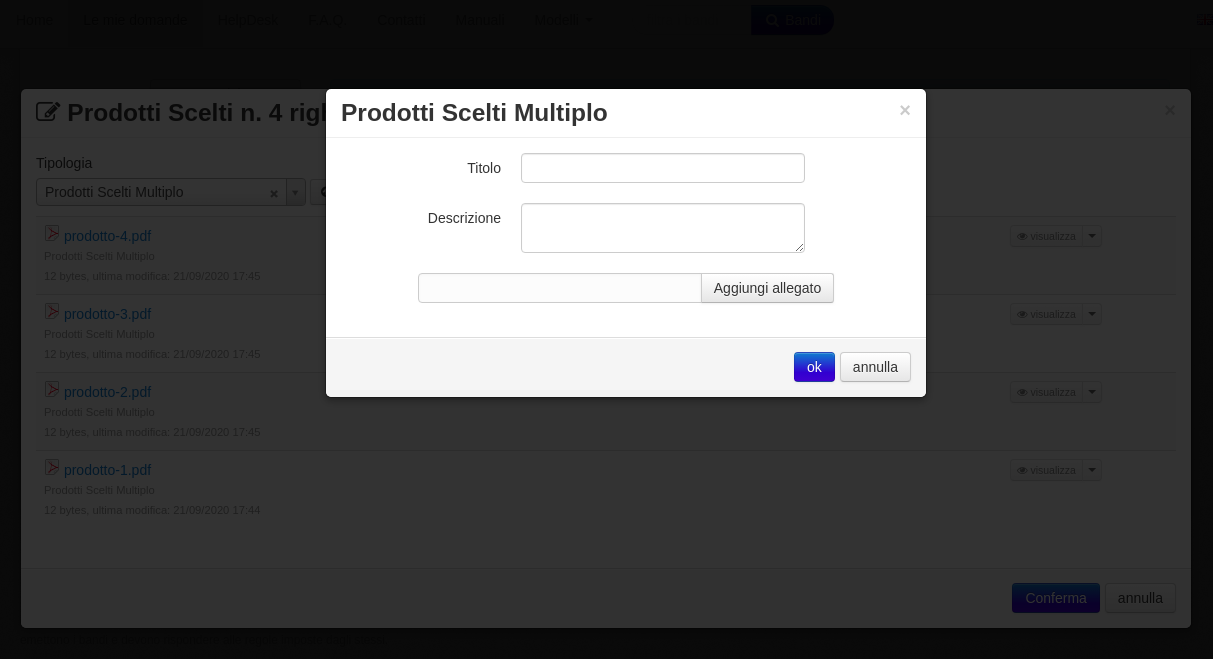 Home Le mie domande HelpDesk F.A.Q. Contatti Manuali Modelli Bandi
Prodotti Scelti n. 4 righ
Tipologia
Prodotti Scelti Multiplo
prodotto-4.pdf visualizza
Prodotti Scelti Multiplo
12 bytes, ultima modifica: 21/09/2020 17:45
prodotto-3.pdf visualizza
Prodotti Scelti Multiplo
12 bytes, ultima modifica: 21/09/2020 17:45
prodotto-2.pdf visualizza
Prodotti Scelti Multiplo
12 bytes, ultima modifica: 21/09/2020 17:45
prodotto-1.pdf visualizza
Prodotti Scelti Multiplo
12 bytes, ultima modifica: 21/09/2020 17:44
Conferma annulla
Prodotti Scelti Multiplo ×
Titolo
Descrizione
Aggiungi allegato
ok annulla